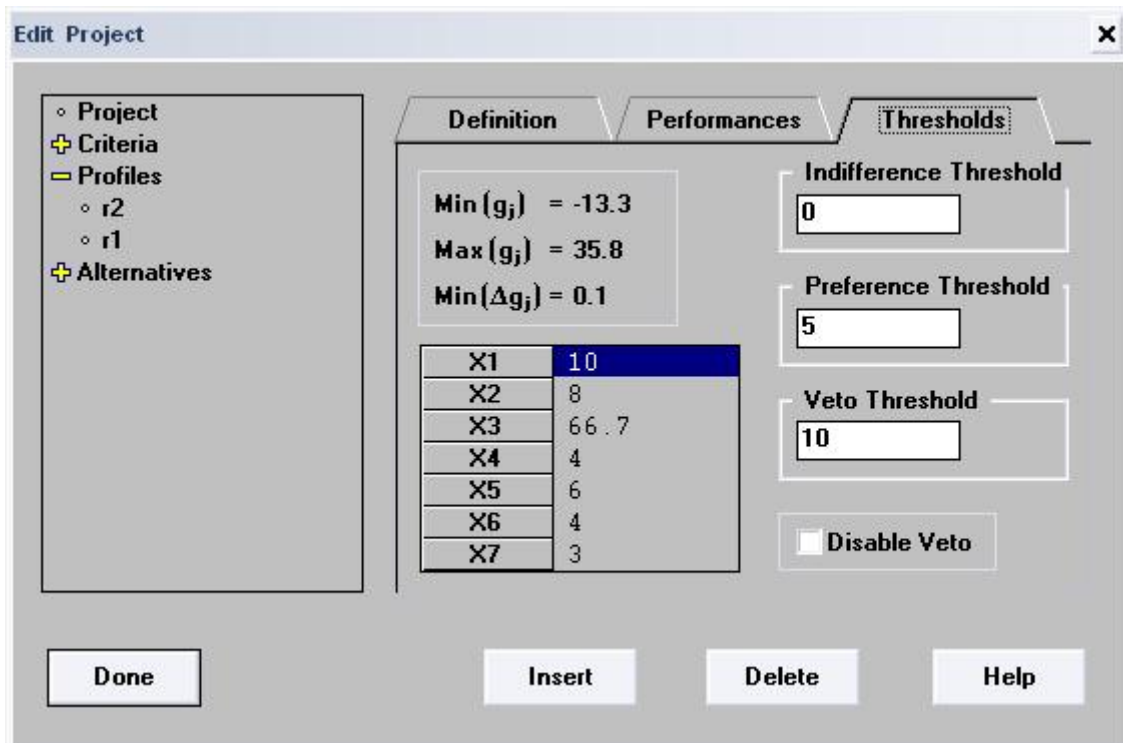 Edit Project
Project
Criteria
Profiles
r2
r1
Alternatives
Definition
Performances
Thresholds
Min(gj) = -13.3
Max(gj) = 35.8
Min(Δgj) = 0.1
X1 10
X2 8
X3 66.7
X4 4
X5 6
X6 4
X7 3
Indifference Threshold
0
Preference Threshold
5
Veto Threshold
10
Disable Veto
Done
Insert
Delete
Help